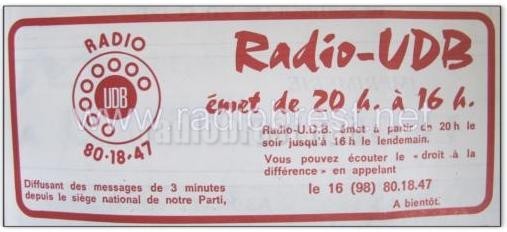 RADIO
UDB
80-18-47
Diffusant des messages de 3 minutes
depuis le siège national de notre Parti,
Radio-UDB
émet de 20 h. à 16 h.
Radio-U.D.B. émet à partir de 20 h le
soir jusqu'à 16 h le lendemain.
Vous pouvez écouter le « droit à la
différence » en appelant
le 16 (98) 80.18.47
A bientôt.
www.radiobrest.net